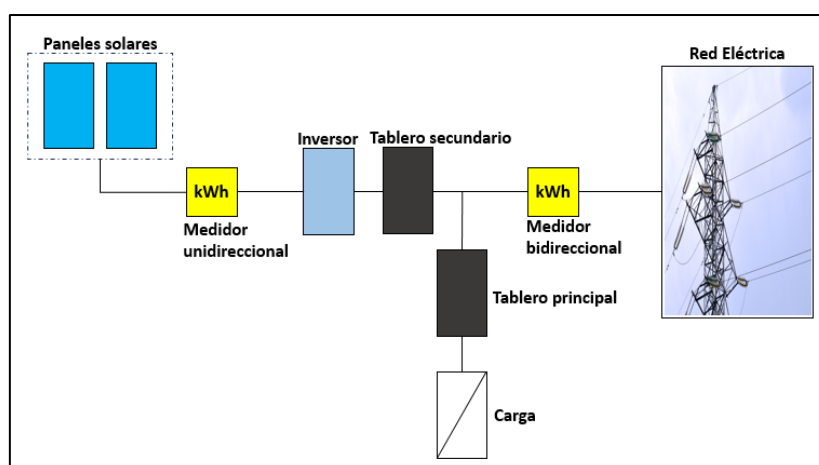 Paneles solares
Red Eléctrica
Inversor
Tablero secundario
kWh
kWh
Medidor
unidireccional
Medidor
bidireccional
Tablero principal
Carga